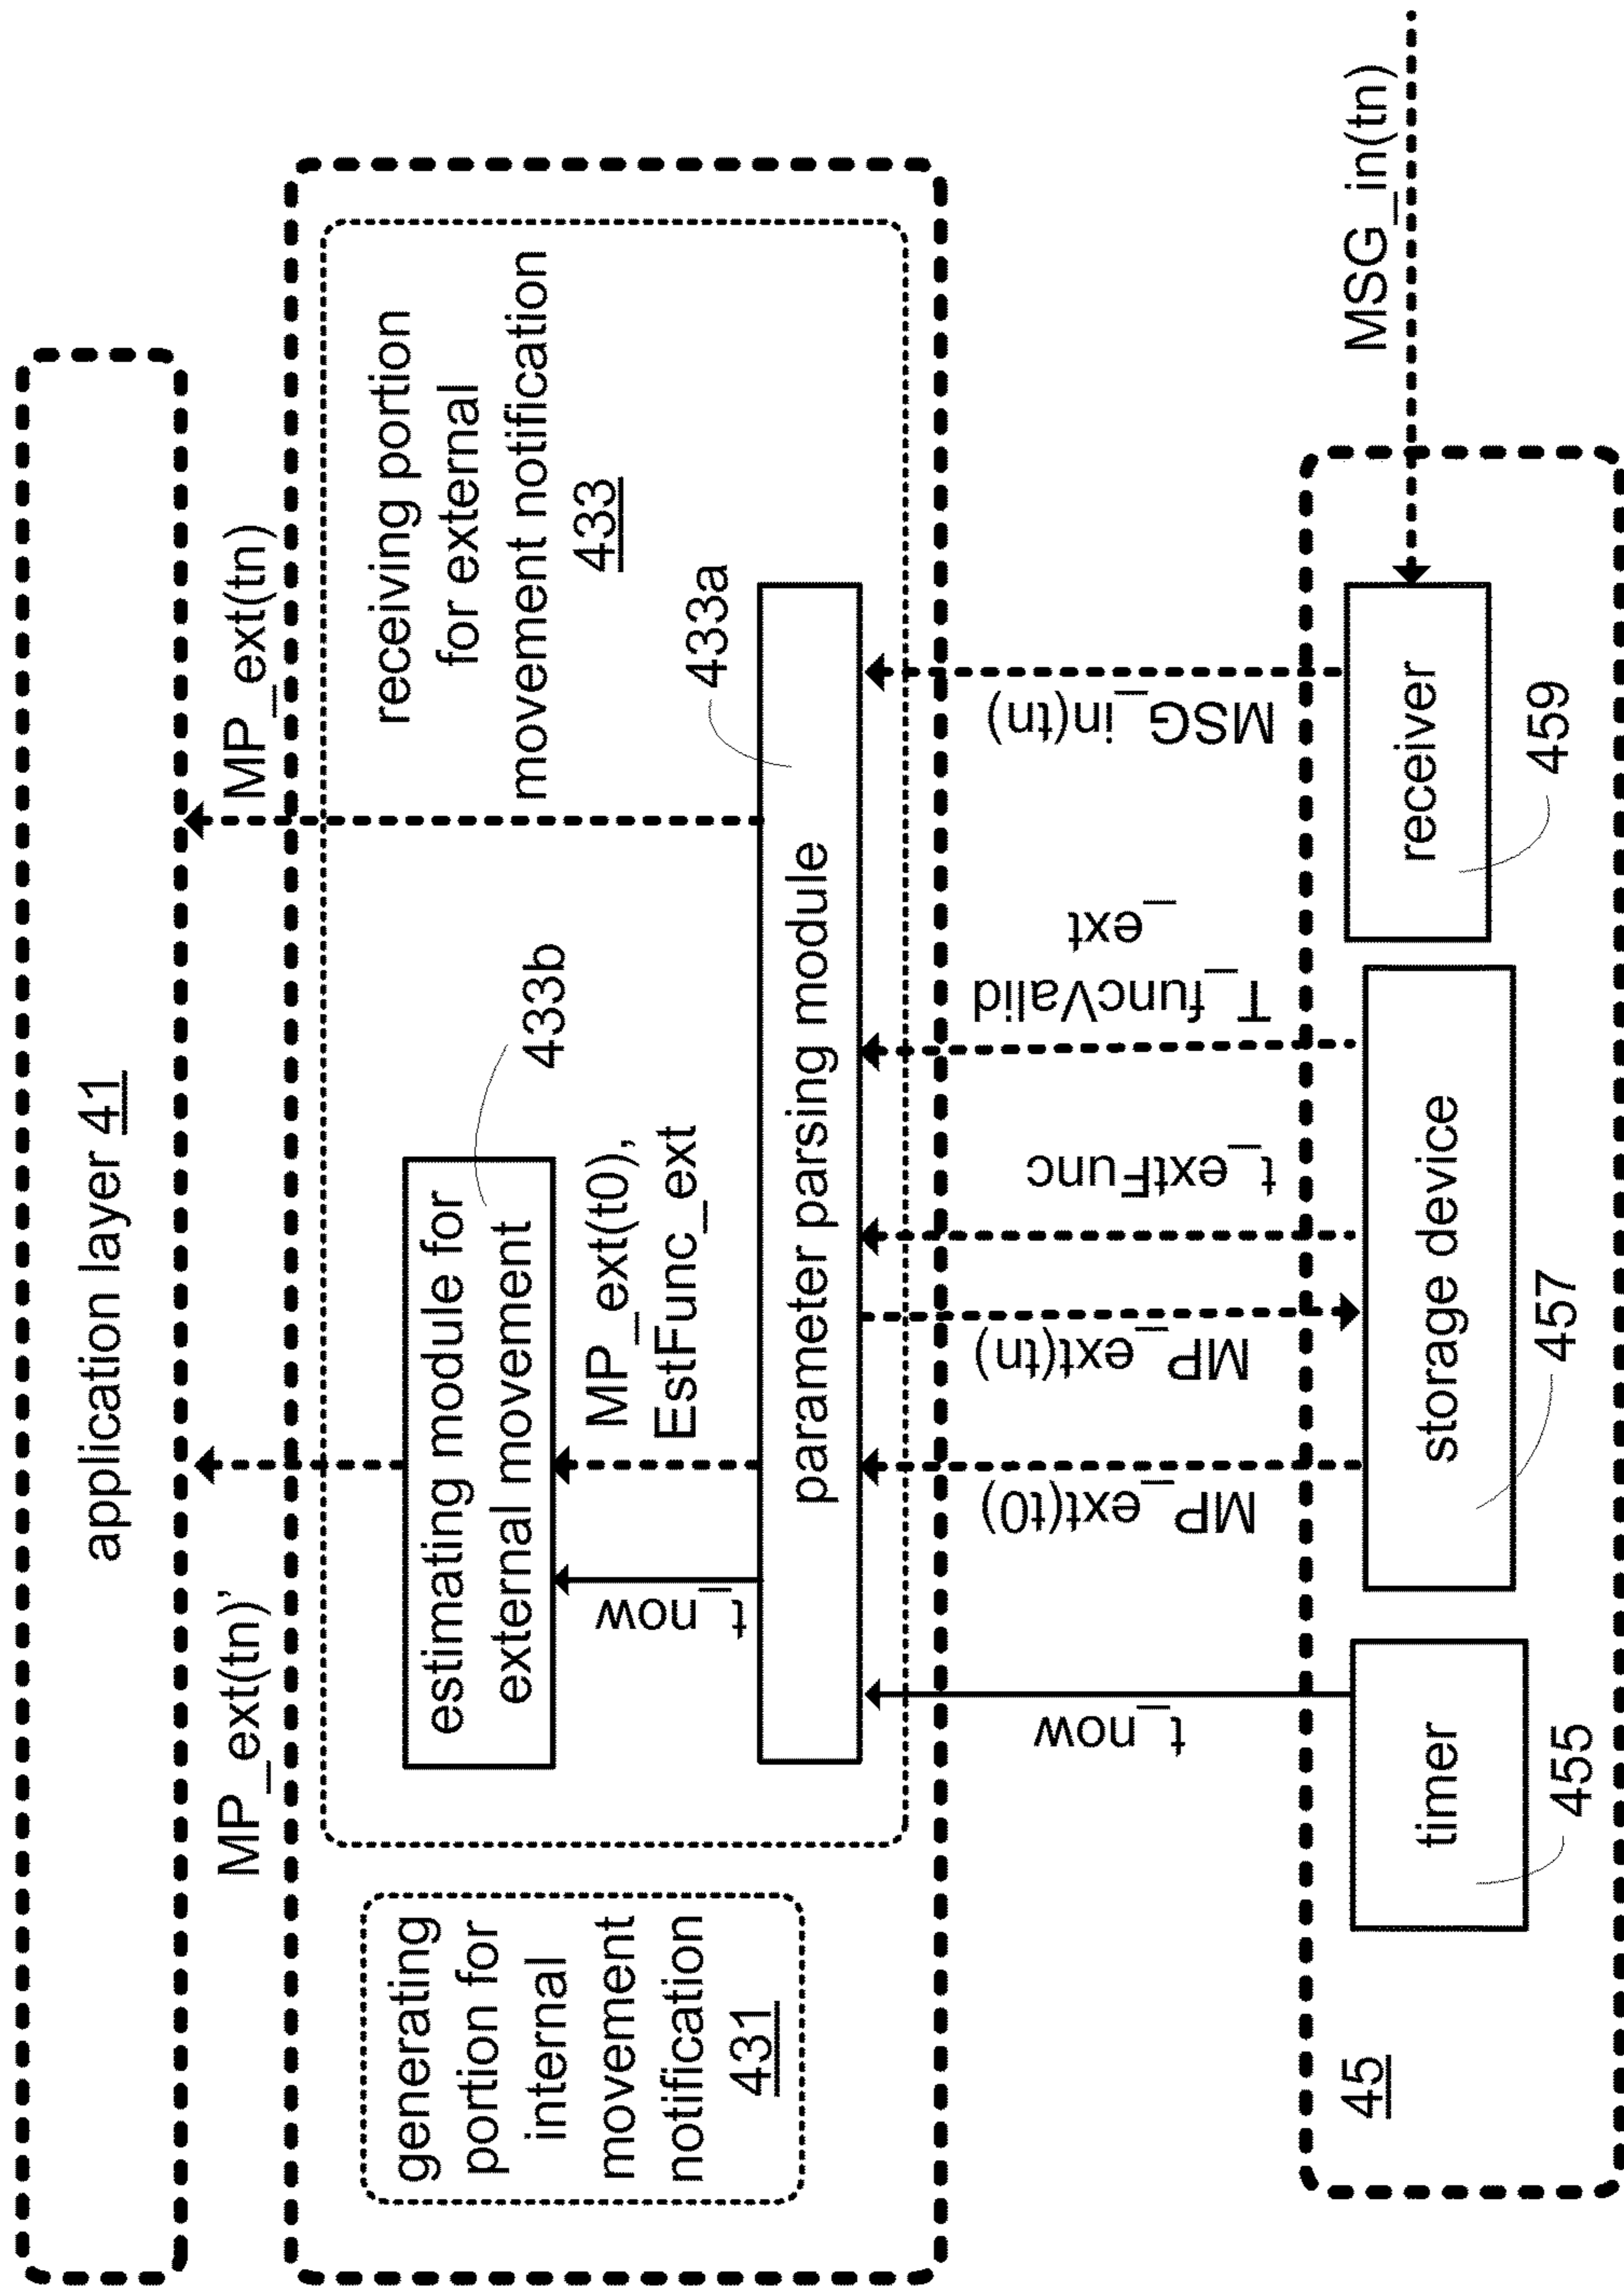 application layer 41
MP_ext(tn)’
MP_ext(tn)
generating
portion for
internal
movement
notification
431
receiving portion
for external
movement notification
433
estimating module for
external movement
433b
t_now
MP_ext(t0),
EstFunc_ext
433a
parameter parsing module
t_now
MP_ext(t0)
MP_ext(tn)
t_extFunc
T_funcValid
_ext
MSG_in(tn)
MSG_in(tn)
45
timer
455
storage device
457
receiver
459